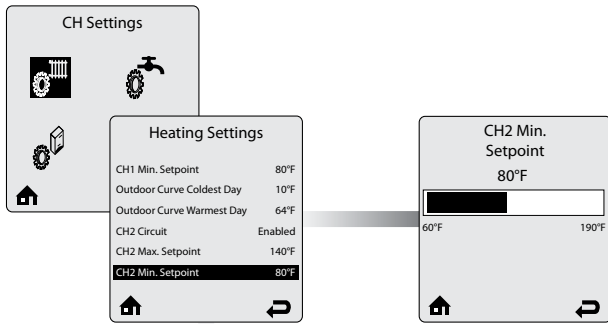 CH Settings
Heating Settings
CH1 Min. Setpoint 80°F
Outdoor Curve Coldest Day 10°F
Outdoor Curve Warmest Day 64°F
CH2 Circuit Enabled
CH2 Max. Setpoint 140°F
CH2 Min. Setpoint 80°F
CH2 Min.
Setpoint
80°F
60°F 190°F